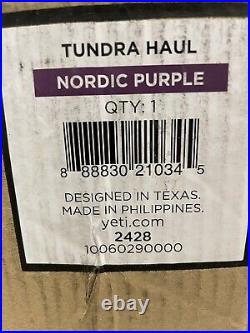 TUNDRA HAUL
NORDIC PURPLE
QTY: 1
8 88830 21034 5
DESIGNED IN TEXAS.
MADE IN PHILIPPINES.
yeti.com
2428
10060290000